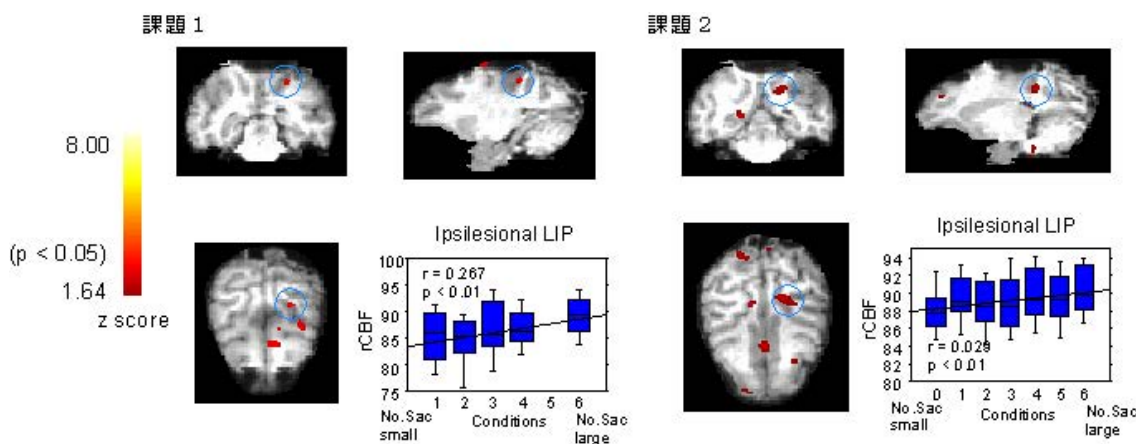 課題 1
課題 2
8.00
(p < 0.05)
1.64
z score
Ipsilesional LIP
100
95
90
85
80
75
rCBF
r = 0.267
p < 0.01
1 2 3 4 5 6
No.Sac small
Conditions
No.Sac large
Ipsilesional LIP
94
92
90
88
86
84
82
80
rCBF
r = 0.029
p < 0.01
0 1 2 3 4 5 6
No.Sac small
Conditions
No.Sac large